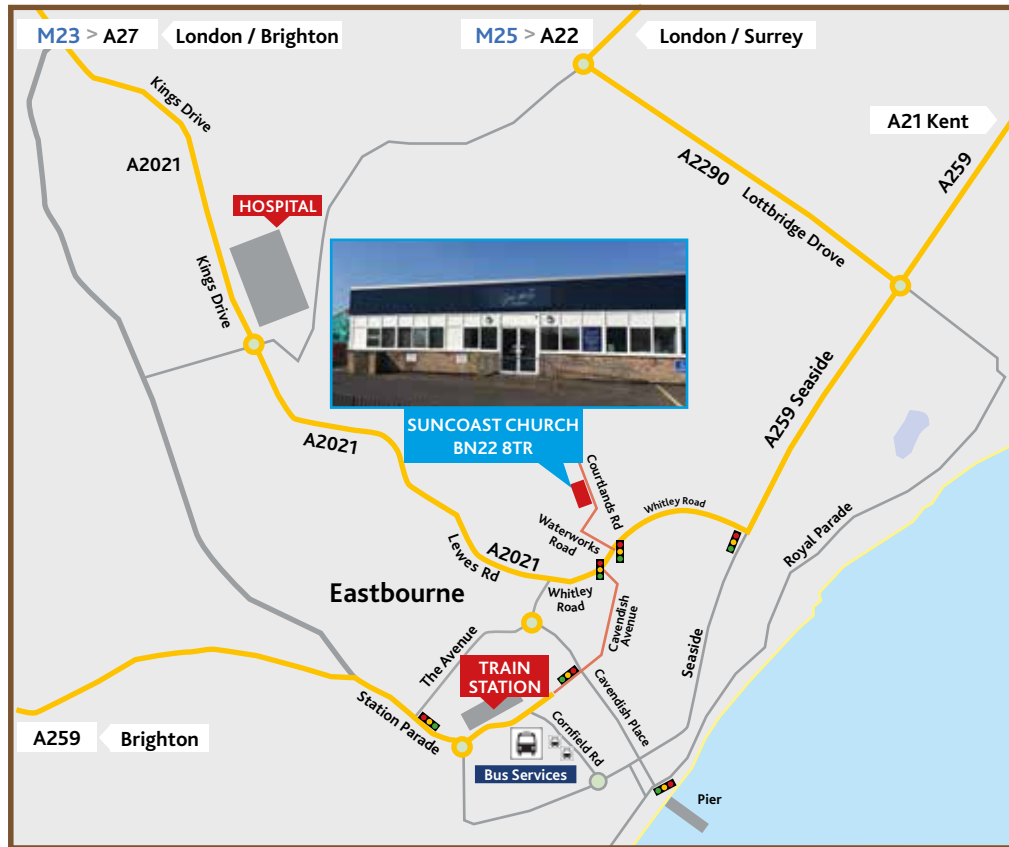 M23 > A27
London / Brighton
M25 > A22
London / Surrey
A21 Kent
Kings Drive
A2021
HOSPITAL
Kings Drive
A2290
Lottbridge Drove
A259
A259 Seaside
SUNCOAST CHURCH
BN22 8TR
A2021
Courtlands Rd
Whitley Road
Waterworks
Road
Royal Parade
Lewes Rd
A2021
Eastbourne
Whitley
Road
Cavendish
Avenue
Seaside
The Avenue
TRAIN
STATION
Station Parade
Cavendish Place
Cornfield Rd
A259
Brighton
Bus Services
Pier